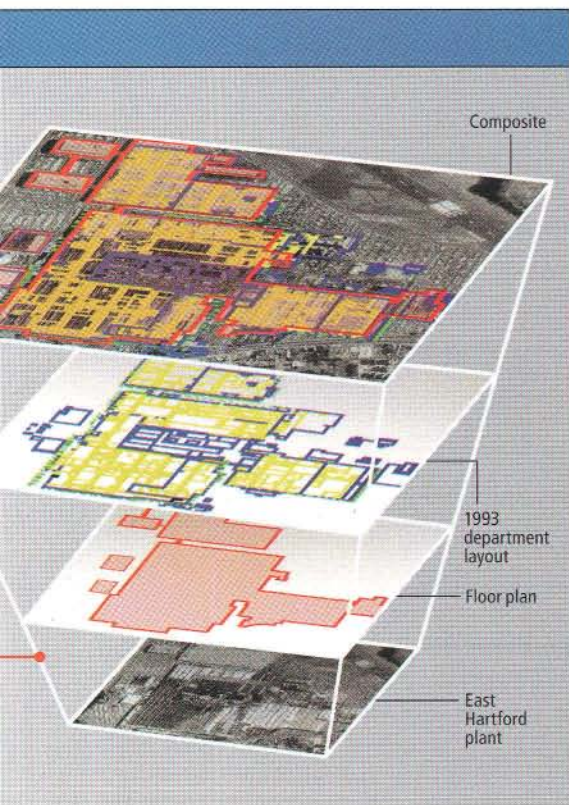 Composite
1993
department
layout
Floor plan
East
Hartford
plant